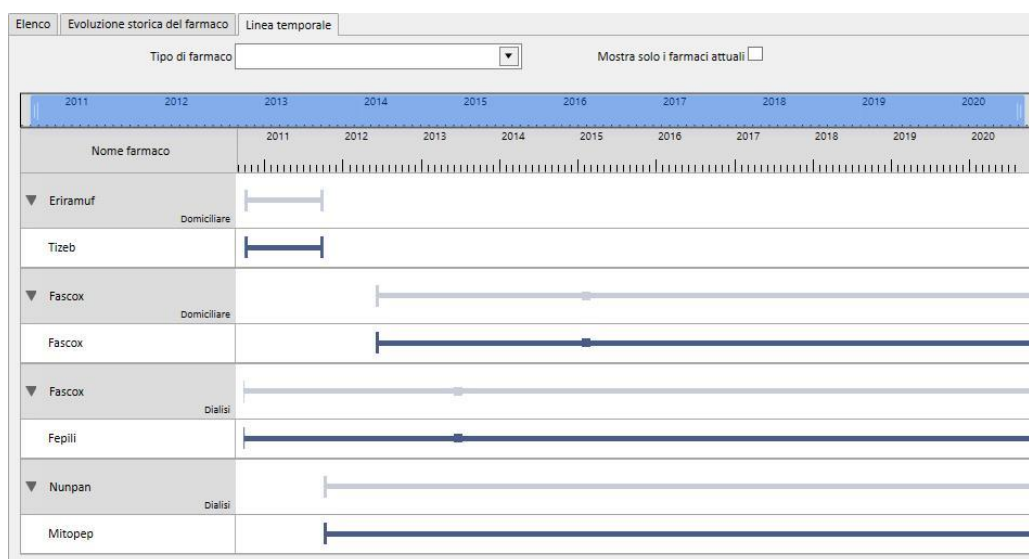 Elenco Evoluzione storica del farmaco Linea temporale
Tipo di farmaco Mostra solo i farmaci attuali
2011 2012 2013 2014 2015 2016 2017 2018 2019 2020
Nome farmaco 2011 2012 2013 2014 2015 2016 2017 2018 2019 2020
Eriramuf
Domiciliare
Tizeb
Fascox
Domiciliare
Fascox
Fascox
Dialisi
Fepili
Nunpan
Dialisi
Mitopep